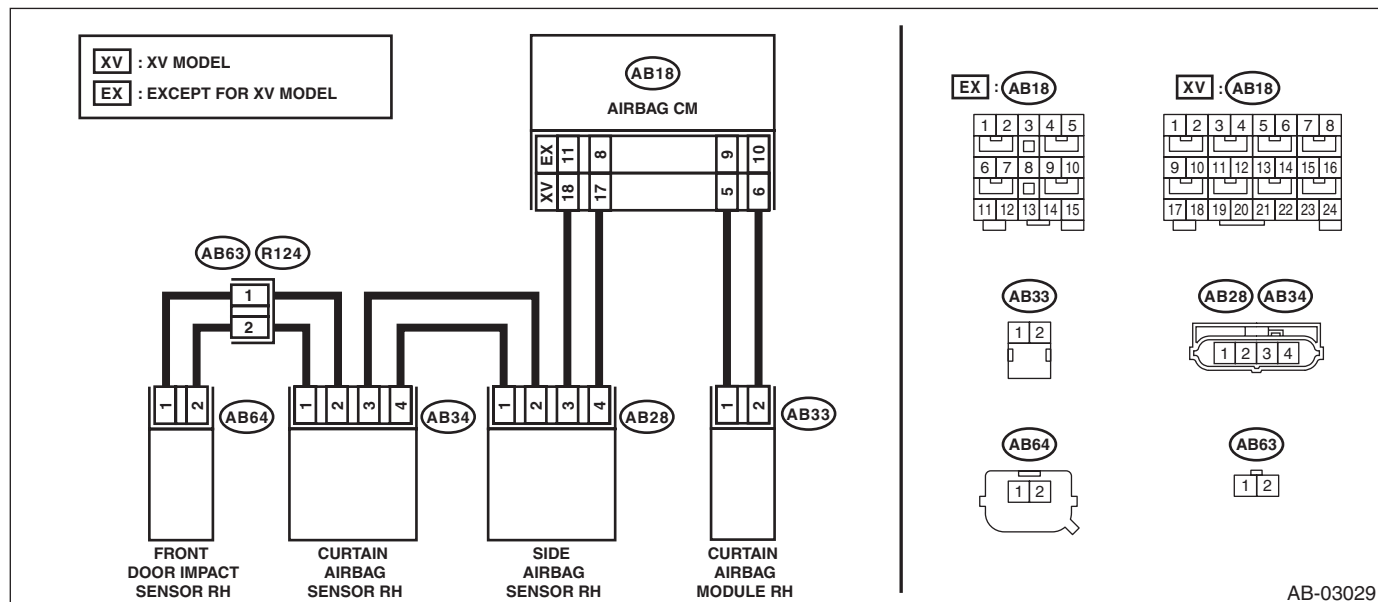 XV : XV MODEL
EX : EXCEPT FOR XV MODEL
AB18
AIRBAG CM
EX 11 8 9 10
XV 18 17 5 6
AB63 R124
1
2
1 2 AB64
1 2 3 4 AB34
1 2 3 4 AB28
1 2 AB33
FRONT
DOOR IMPACT
SENSOR RH
CURTAIN
AIRBAG
SENSOR RH
SIDE
AIRBAG
SENSOR RH
CURTAIN
AIRBAG
MODULE RH
EX : AB18
1 2 3 4 5
6 7 8 9 10
11 12 13 14 15
XV : AB18
1 2 3 4 5 6 7 8
9 10 11 12 13 14 15 16
17 18 19 20 21 22 23 24
AB33
1 2
AB28 AB34
1 2 3 4
AB64
1 2
AB63
1 2
AB-03029